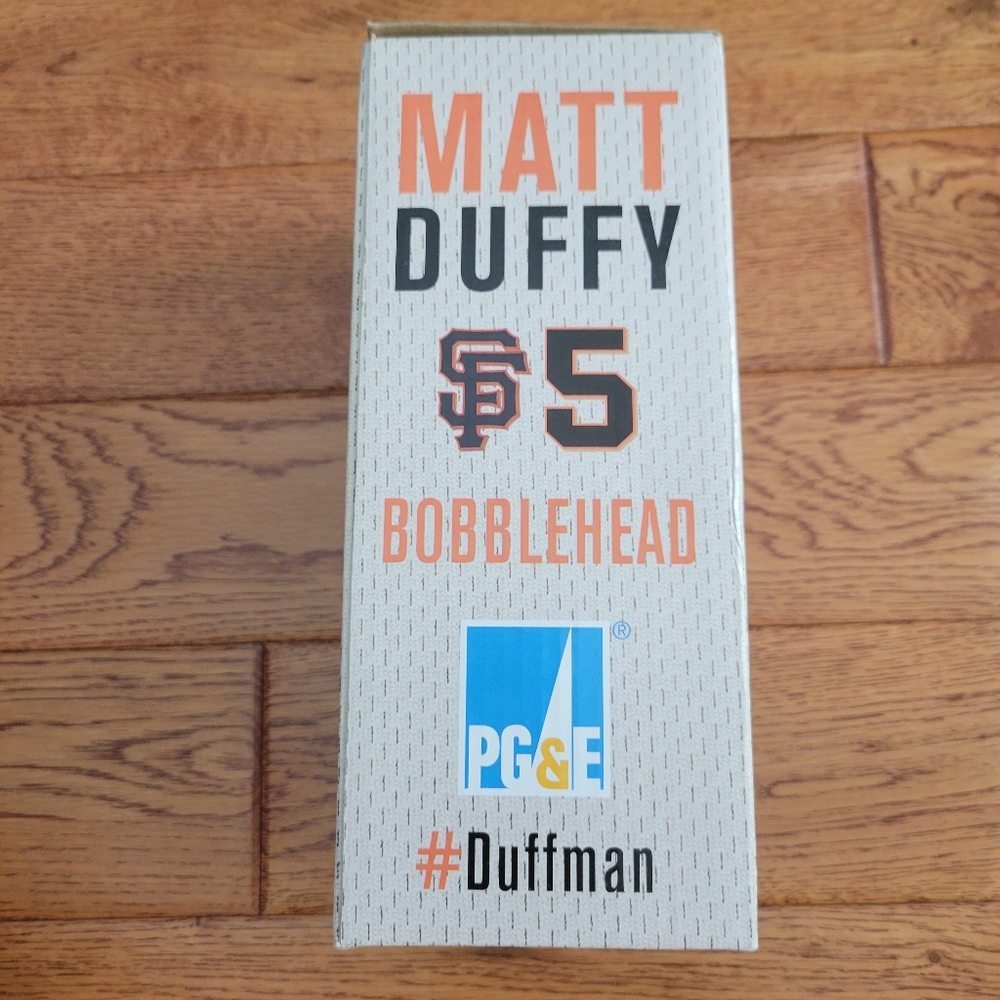 MATT
DUFFY
SF 5
BOBBLEHEAD
PG&E ®
#Duffman